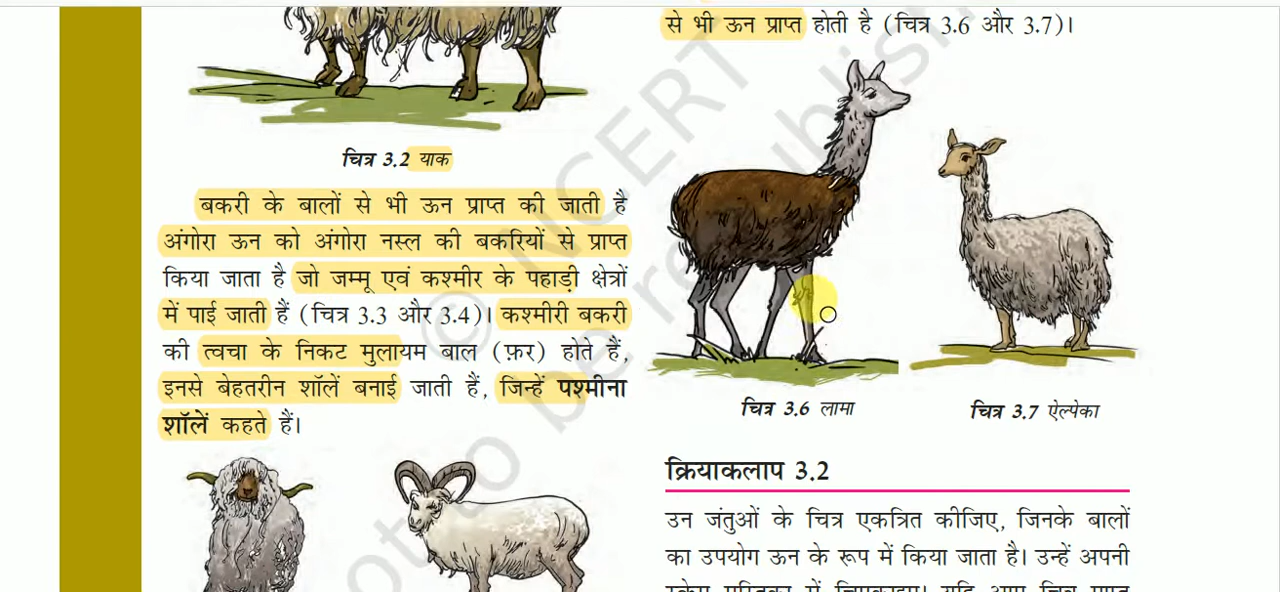 चित्र 3.2 याक
बकरी के बालों से भी ऊन प्राप्त की जाती है
अंगोरा ऊन को अंगोरा नस्ल की बकरियों से प्राप्त
किया जाता है जो जम्मू एवं कश्मीर के पहाड़ी क्षेत्रों
में पाई जाती हैं (चित्र 3.3 और 3.4)। कश्मीरी बकरी
की त्वचा के निकट मुलायम बाल (फ़र) होते हैं,
इनसे बेहतरीन शॉलें बनाई जाती हैं, जिन्हें पश्मीना
शॉलें कहते हैं।
से भी ऊन प्राप्त होती है (चित्र 3.6 और 3.7)।
चित्र 3.6 लामा
चित्र 3.7 ऐल्पेका
क्रियाकलाप 3.2
उन जंतुओं के चित्र एकत्रित कीजिए, जिनके बालों
का उपयोग ऊन के रूप में किया जाता है। उन्हें अपनी
© NCERT